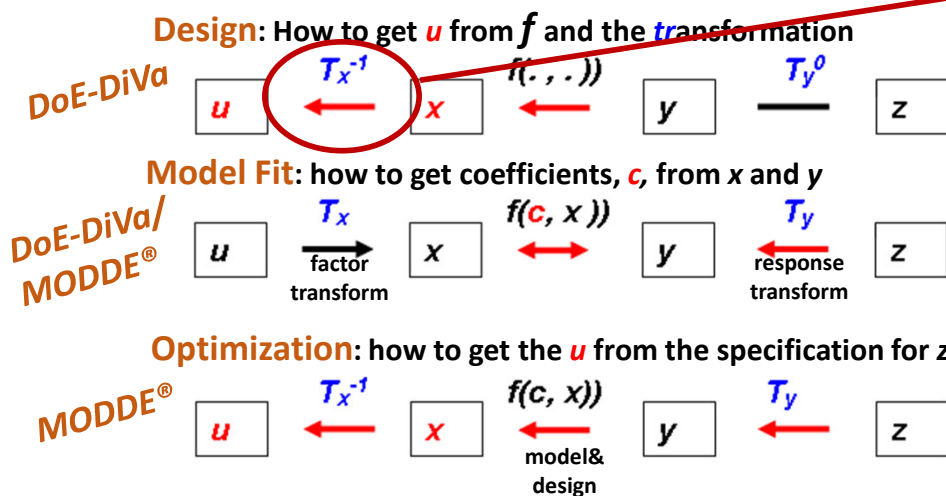 Design: How to get u from f and the transformation
DoE-DiVa
Tx⁻¹ f(. , . )) Ty⁰
u x y z
Model Fit: how to get coefficients, c, from x and y
DoE-DiVa/
MODDE®
Tx f(c, x )) Ty
u x y z
factor
transform
response
transform
Optimization: how to get the u from the specification for z
MODDE®
Tx⁻¹ f(c, x)) Ty
u x y z
model&
design